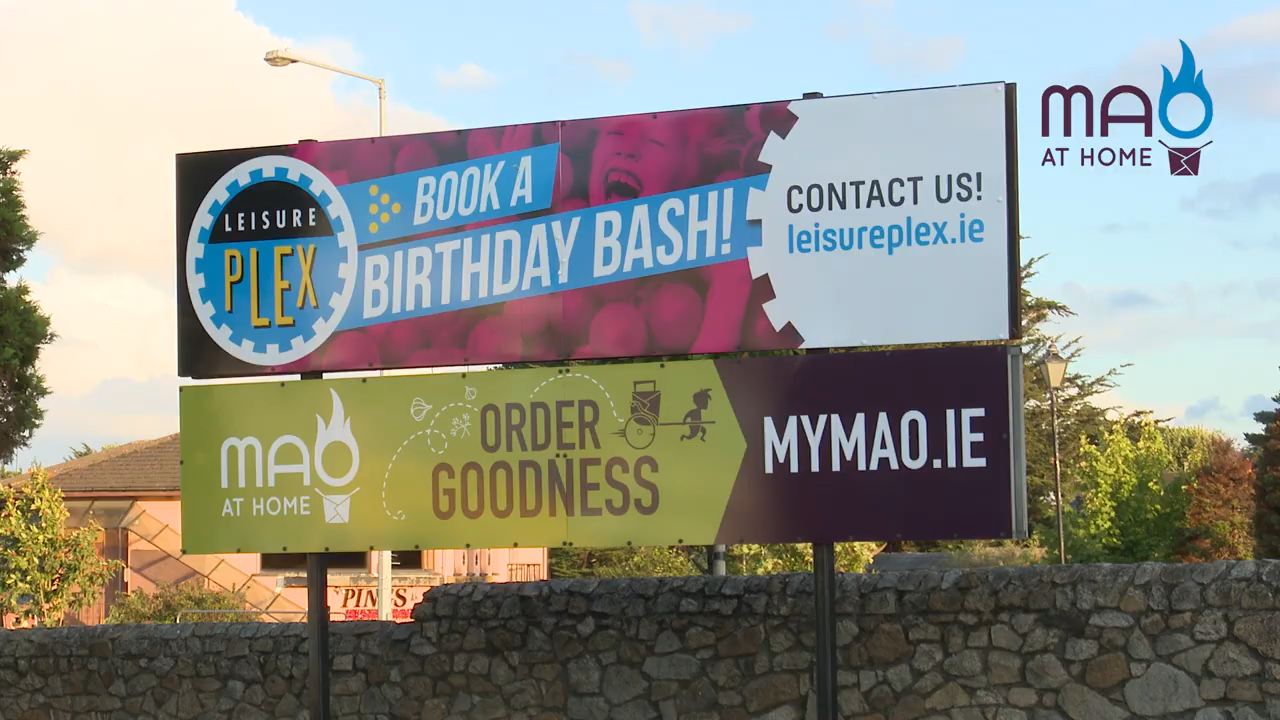 MAO
AT HOME
LEISURE
PLEX
BOOK A
BIRTHDAY BASH!
CONTACT US!
leisureplex.ie
MAO
AT HOME
ORDER
GOODNESS
MYMAO.IE